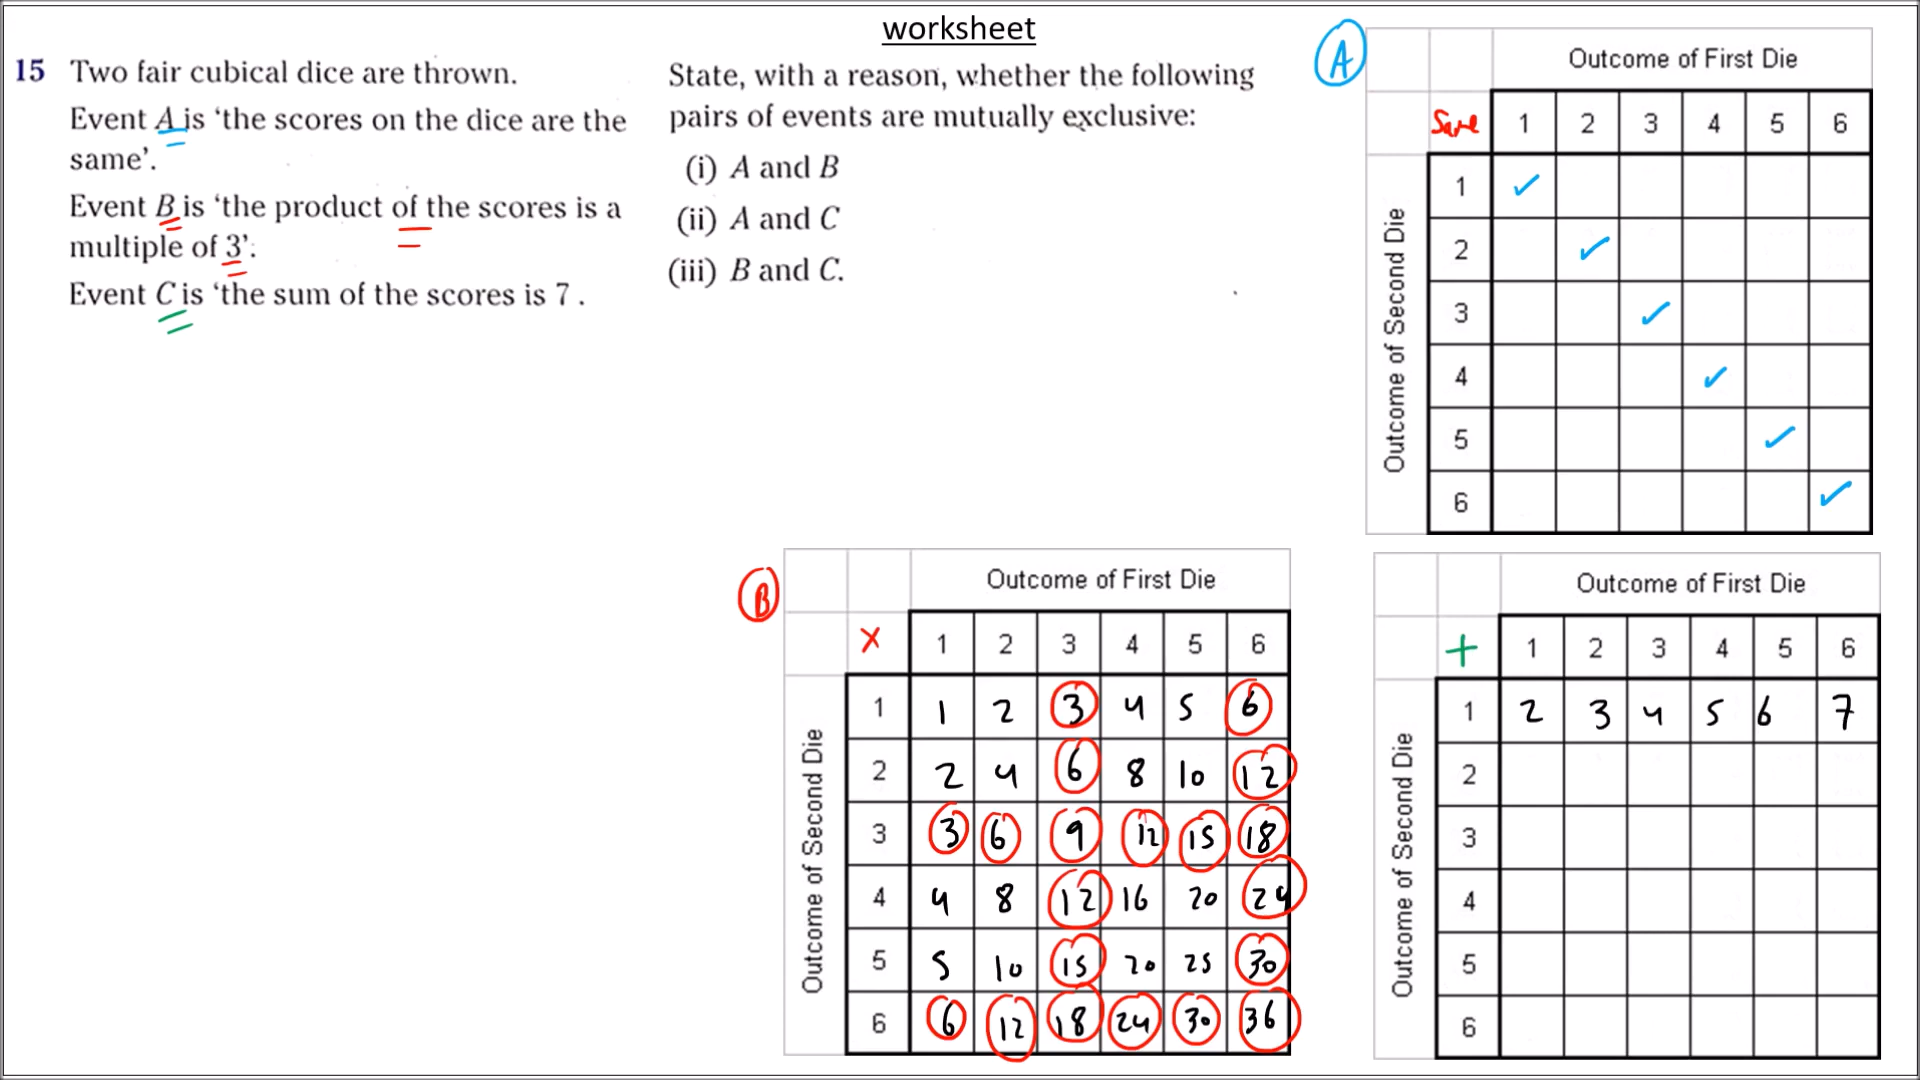 worksheet
15 Two fair cubical dice are thrown.
Event A is ‘the scores on the dice are the
same’.
Event B is ‘the product of the scores is a
multiple of 3’.
Event C is ‘the sum of the scores is 7 .
State, with a reason, whether the following
pairs of events are mutually exclusive:
(i) A and B
(ii) A and C
(iii) B and C.
A
Outcome of First Die
Same 1 2 3 4 5 6
Outcome of Second Die
1
2
3
4
5
6
B
Outcome of First Die
× 1 2 3 4 5 6
Outcome of Second Die
1 1 2 3 4 5 6
2 2 4 6 8 10 12
3 3 6 9 12 15 18
4 4 8 12 16 20 24
5 5 10 15 20 25 30
6 6 12 18 24 30 36
Outcome of First Die
+ 1 2 3 4 5 6
Outcome of Second Die
1 2 3 4 5 6 7
2
3
4
5
6